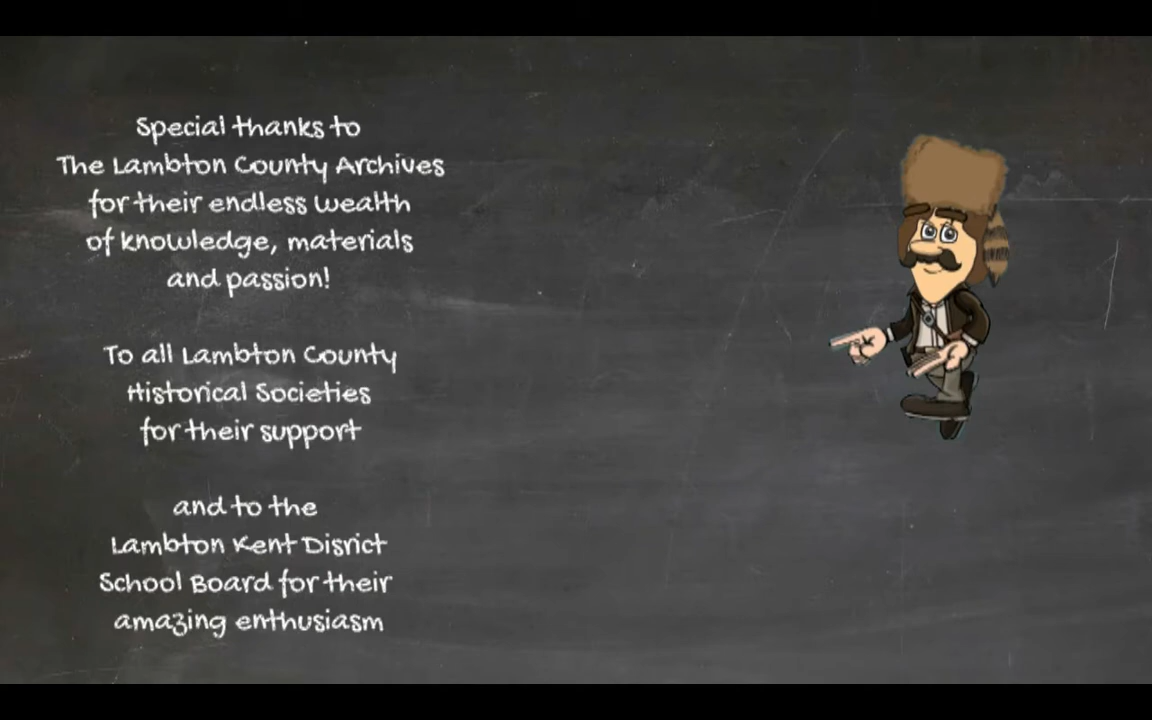 Special thanks to
The Lambton County Archives
for their endless wealth
of knowledge, materials
and passion!
To all Lambton County
Historical Societies
for their support
and to the
Lambton Kent Disrict
School Board for their
amazing enthusiasm